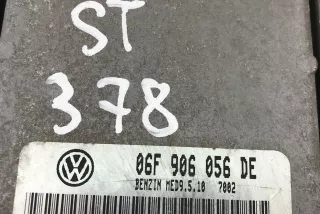 ST
378
06F 906 056 DE
BENZIN MED9.5.10 7002